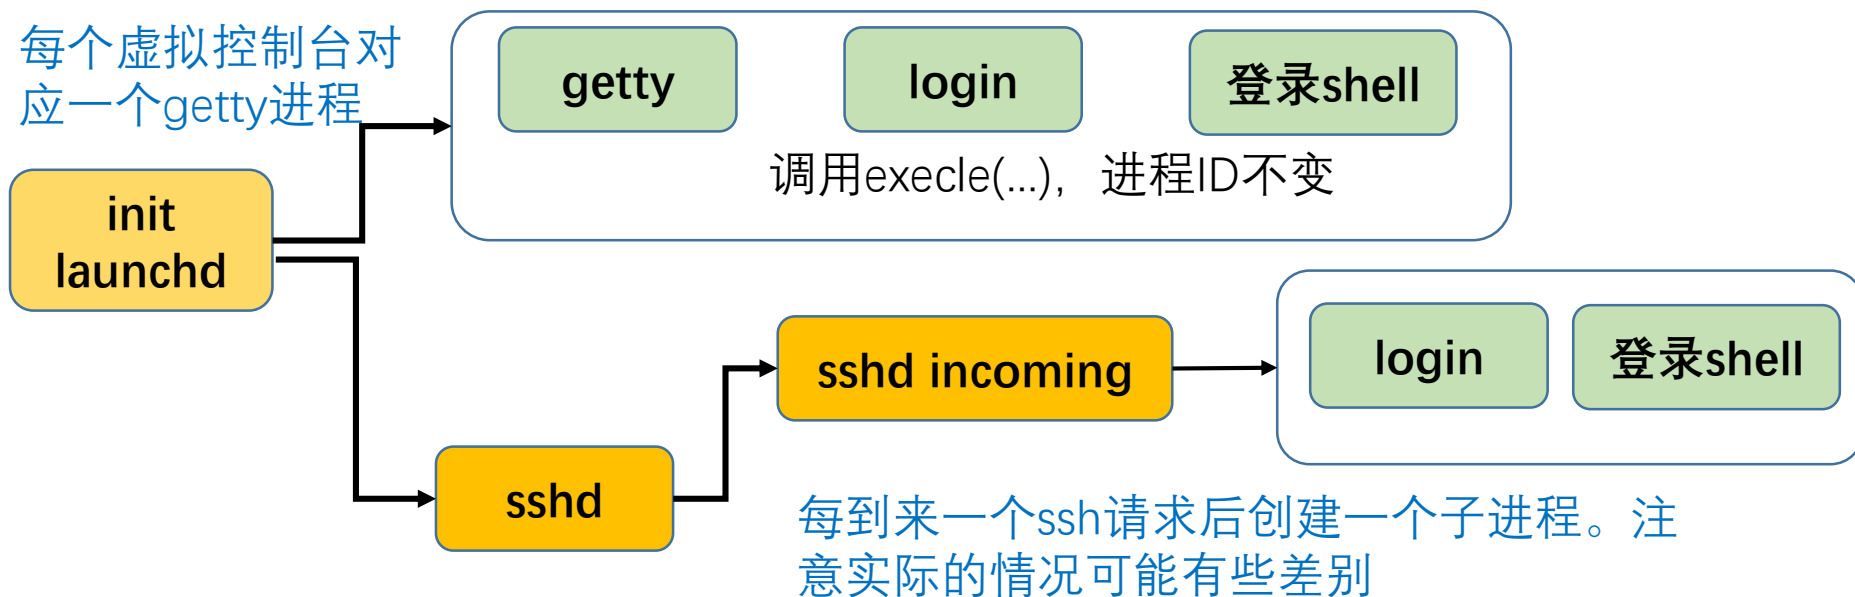 每个虚拟控制台对
应一个getty进程
getty
login
登录shell
调用execle(...)，进程ID不变
init
launchd
sshd incoming
login
登录shell
sshd
每到来一个ssh请求后创建一个子进程。注
意实际的情况可能有些差别